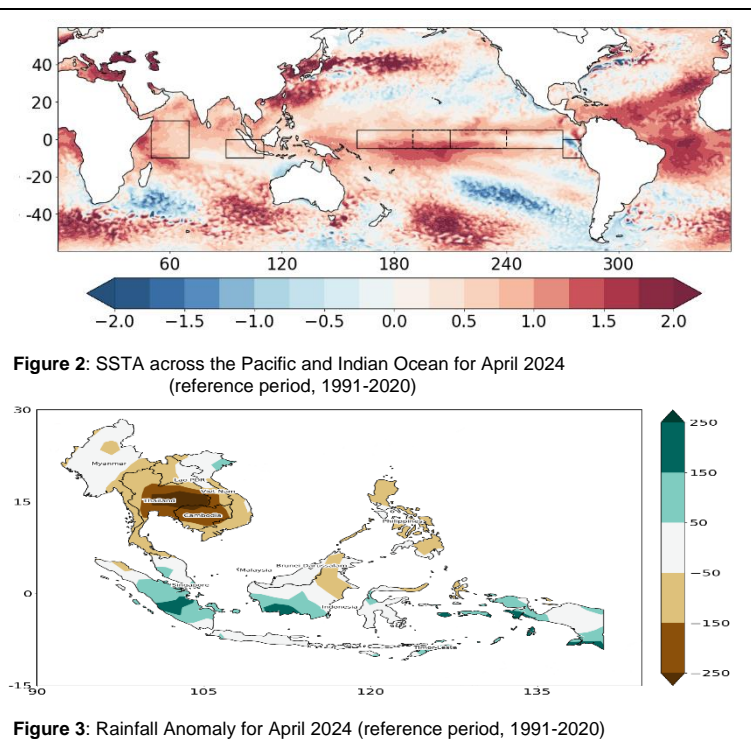 40
20
0
-20
-40
60 120 180 240 300
−2.0 −1.5 −1.0 −0.5 0.0 0.5 1.0 1.5 2.0
Figure 2: SSTA across the Pacific and Indian Ocean for April 2024
(reference period, 1991-2020)
30
15
0
-15
90 105 120 135
Myanmar
Lao PDR
Viet Nam
Thailand
Cambodia
Philippines
Brunei Darussalam
Malaysia
Singapore
Indonesia
Timor-Leste
250
150
50
−50
−150
−250
Figure 3: Rainfall Anomaly for April 2024 (reference period, 1991-2020)